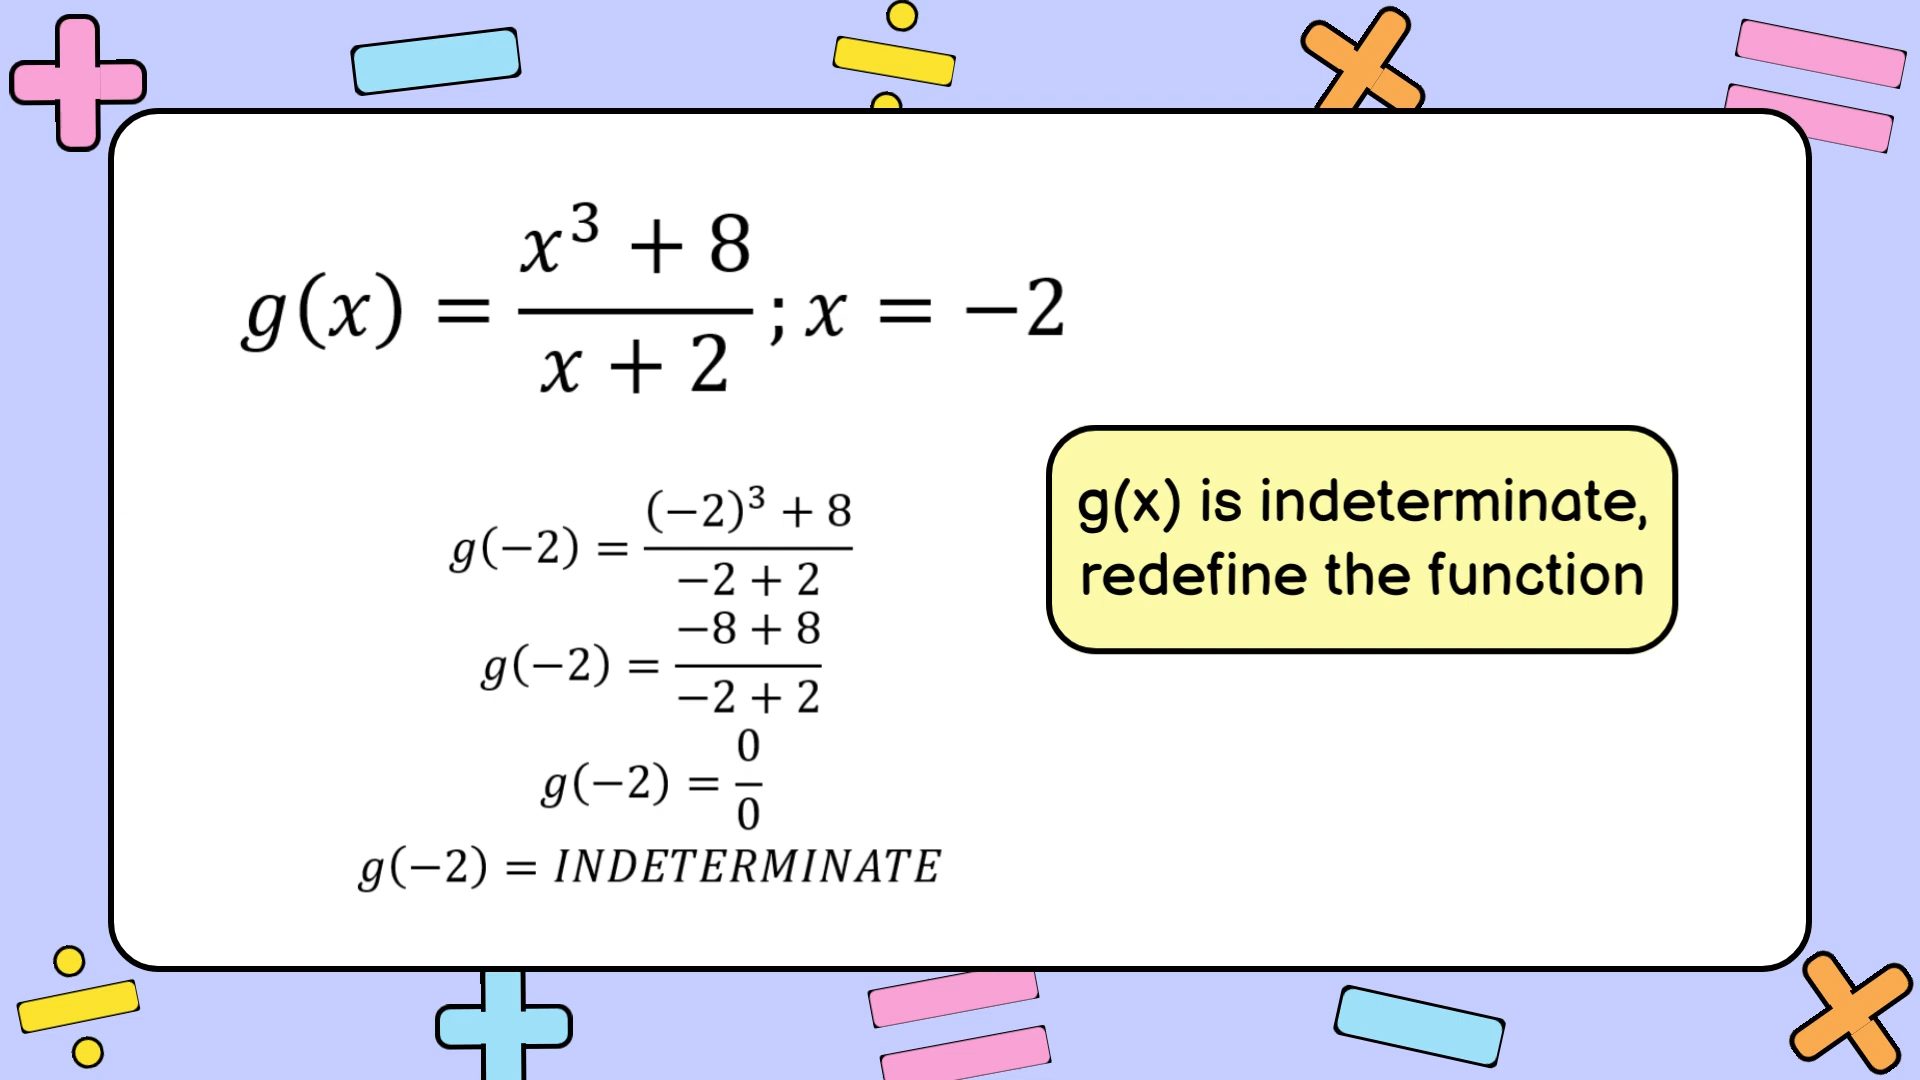 g(x) = (x³ + 8)/(x + 2) ; x = −2
g(−2) = ((−2)³ + 8)/(−2 + 2)
g(−2) = (−8 + 8)/(−2 + 2)
g(−2) = 0/0
g(−2) = INDETERMINATE
g(x) is indeterminate,
redefine the function